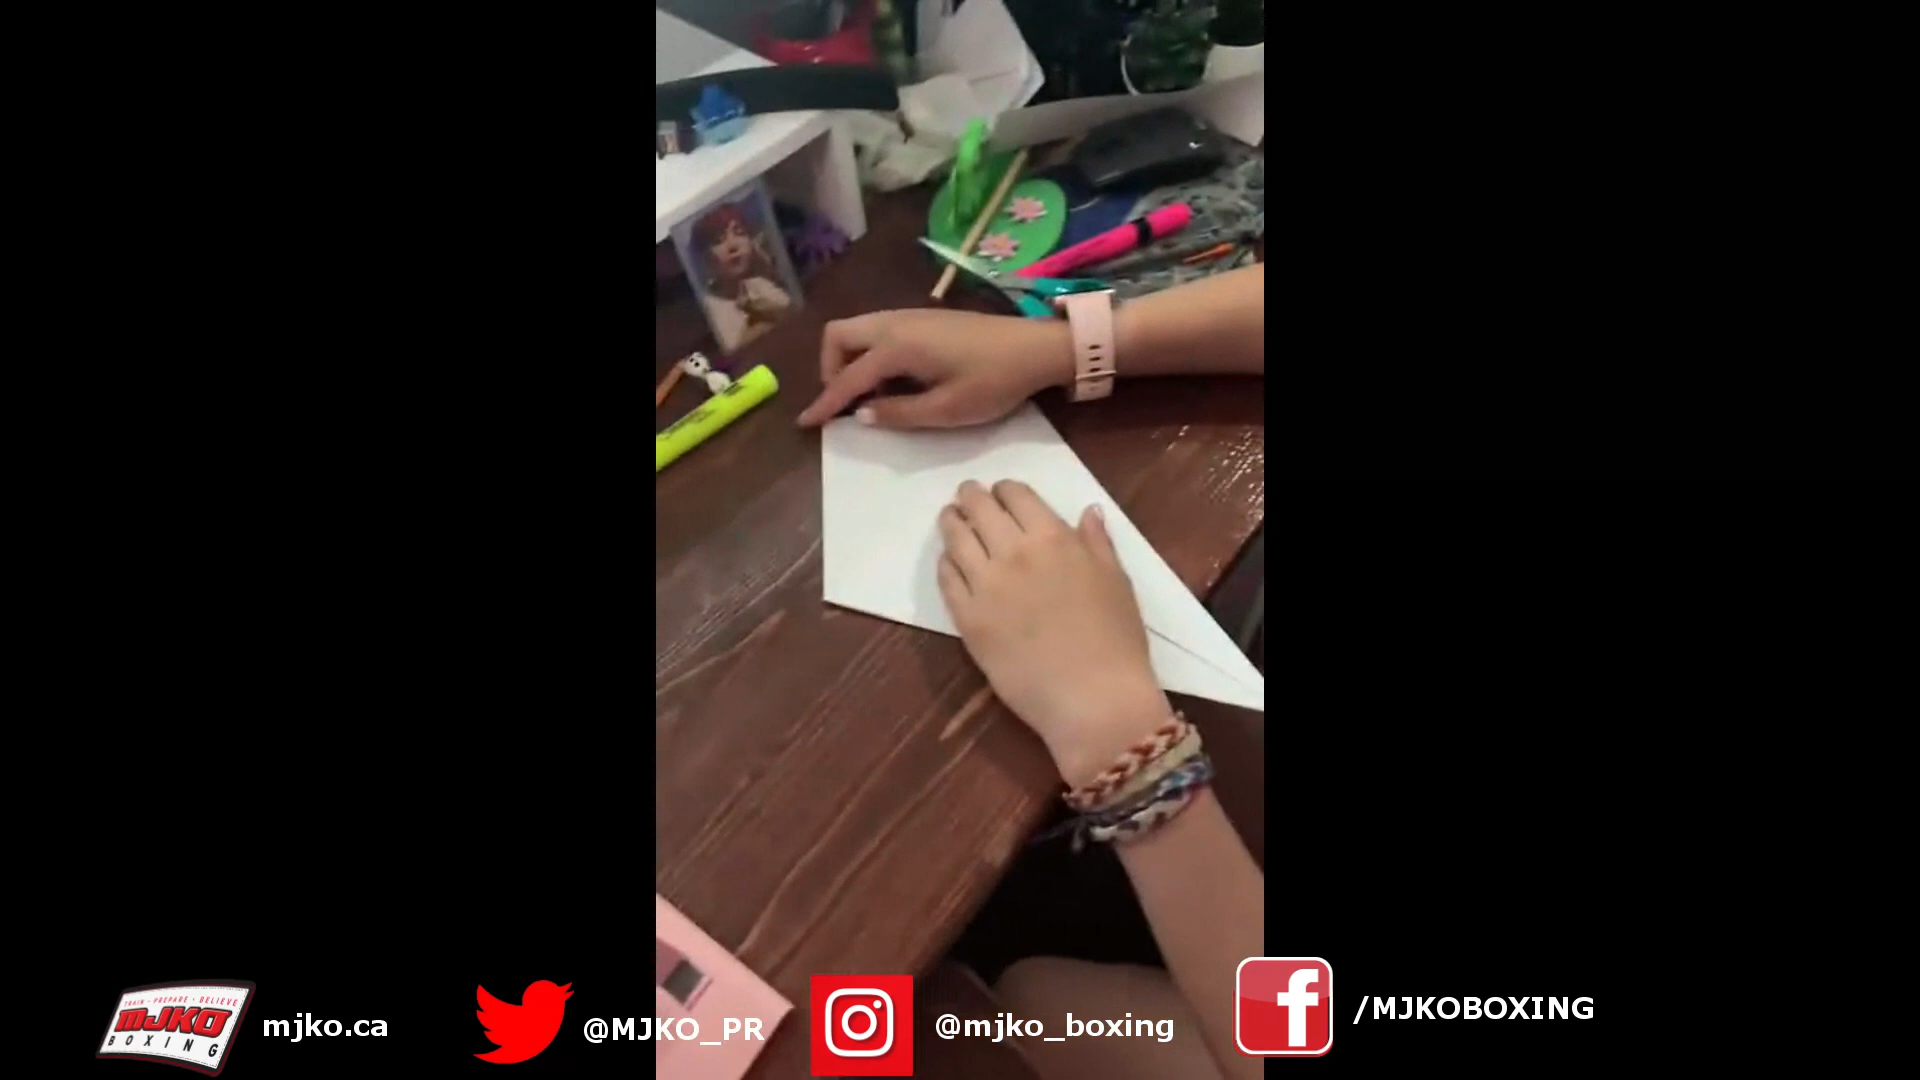 TRAIN · PREPARE · BELIEVE
MJKO
BOXING
mjko.ca
@MJKO_PR
@mjko_boxing
/MJKOBOXING